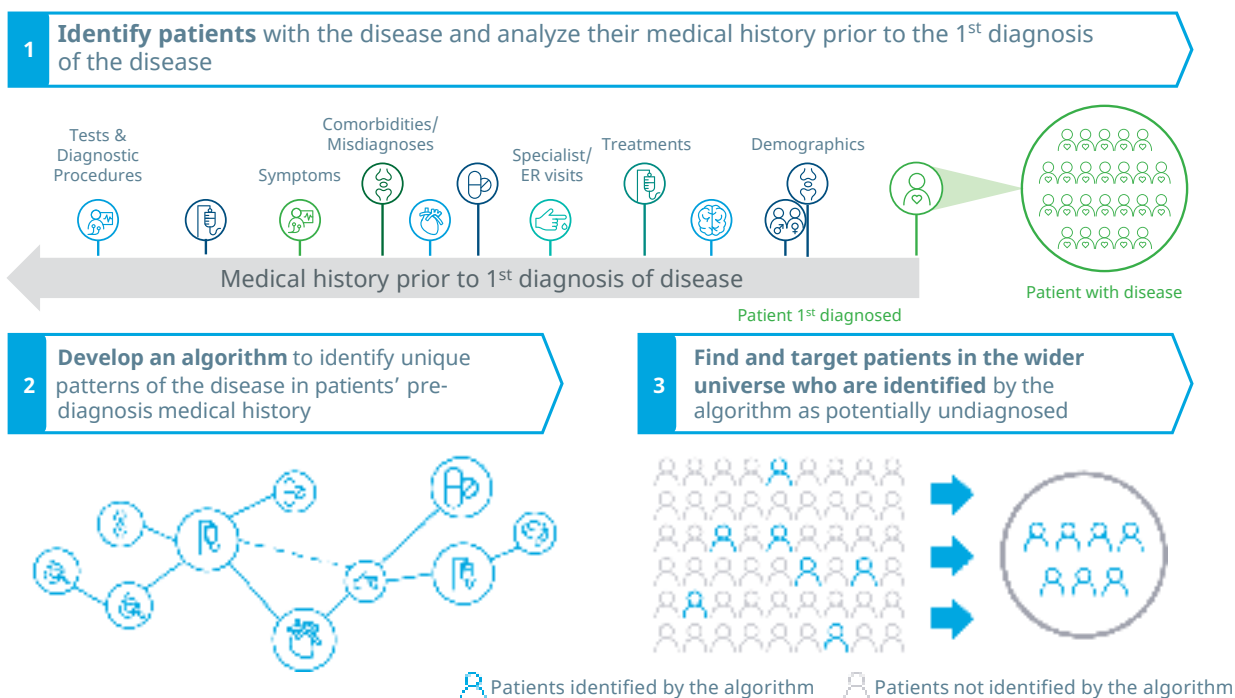 1
Identify patients with the disease and analyze their medical history prior to the 1st diagnosis
of the disease
Tests &
Diagnostic
Procedures
Symptoms
Comorbidities/
Misdiagnoses
Specialist/
ER visits
Treatments
Demographics
Medical history prior to 1st diagnosis of disease
Patient 1st diagnosed
Patient with disease
2
Develop an algorithm to identify unique
patterns of the disease in patients’ pre-
diagnosis medical history
3
Find and target patients in the wider
universe who are identified by the
algorithm as potentially undiagnosed
Patients identified by the algorithm
Patients not identified by the algorithm